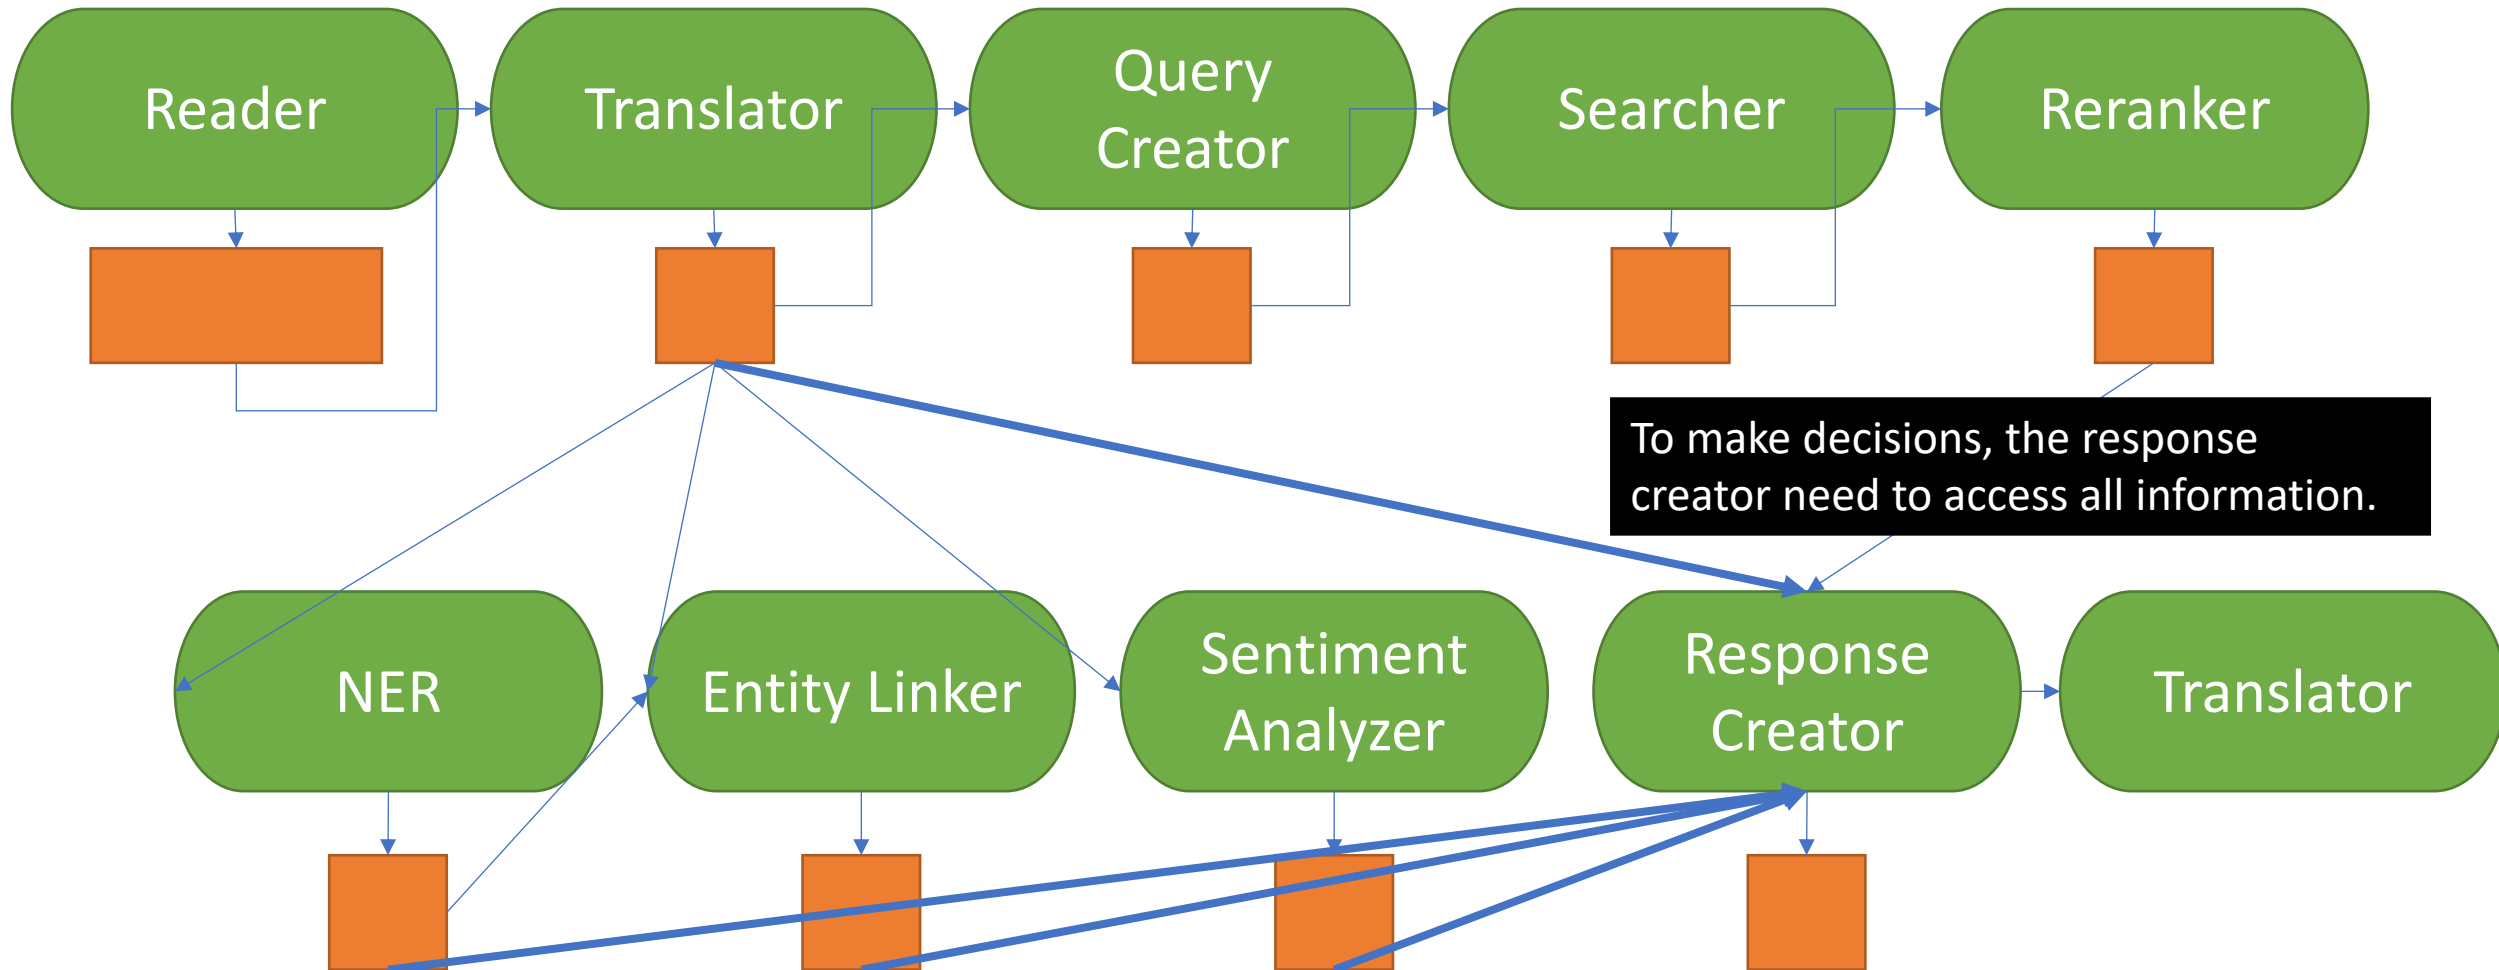 Reader
Translator
Query
Creator
Searcher
Reranker
To make decisions, the response
creator need to access all information.
NER
Entity Linker
Sentiment
Analyzer
Response
Creator
Translator